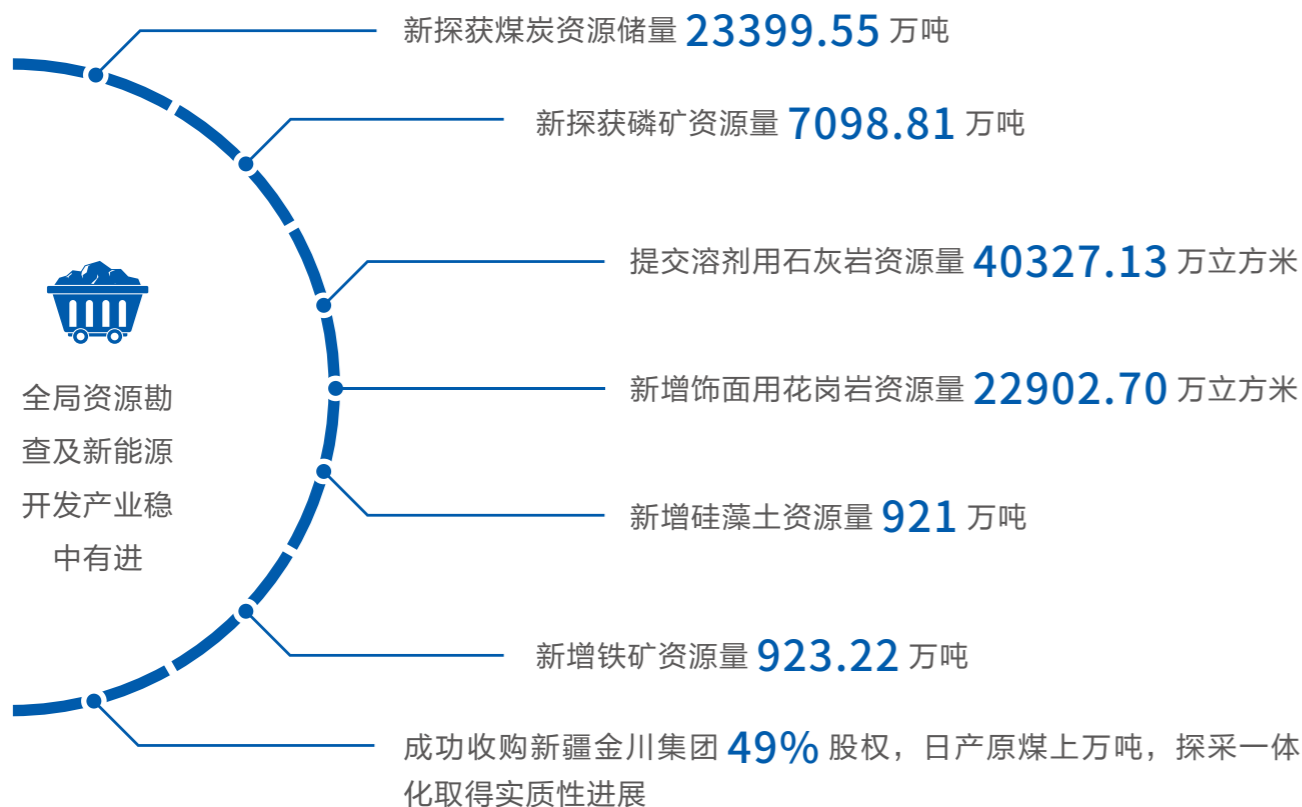 新探获煤炭资源储量 23399.55 万吨
新探获磷矿资源量 7098.81 万吨
提交溶剂用石灰岩资源量 40327.13 万立方米
新增饰面用花岗岩资源量 22902.70 万立方米
全局资源勘
查及新能源
开发产业稳
中有进
新增硅藻土资源量 921 万吨
新增铁矿资源量 923.22 万吨
成功收购新疆金川集团 49% 股权，日产原煤上万吨，探采一体
化取得实质性进展